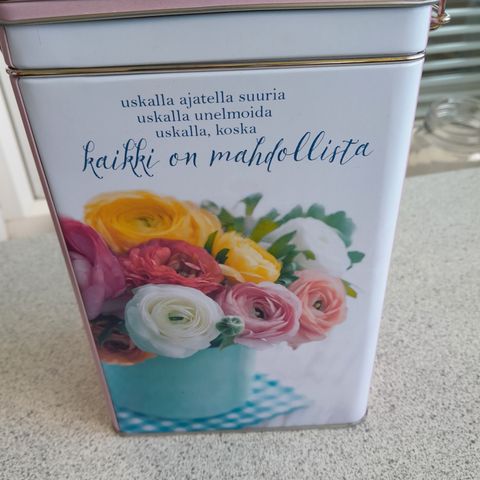 uskalla ajatella suuria
uskalla unelmoida
uskalla, koska
kaikki on mahdollista